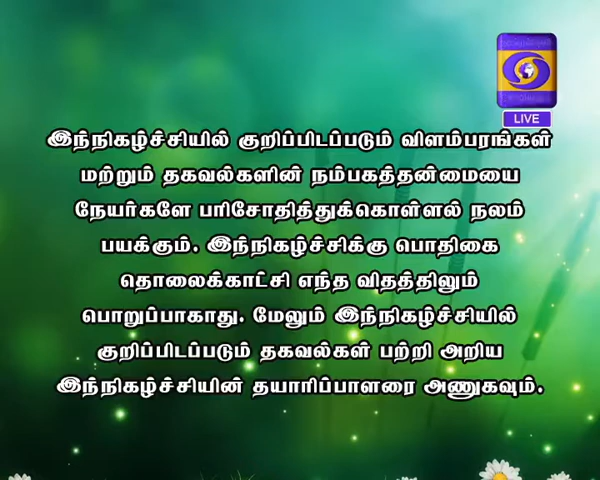 LIVE
இந்நிகழ்ச்சியில் குறிப்பிடப்படும் விளம்பரங்கள்
மற்றும் தகவல்களின் நம்பகத்தன்மையை
நேயர்களே பரிசோதித்துக்கொள்ளல் நலம்
பயக்கும். இந்நிகழ்ச்சிக்கு பொதிகை
தொலைக்காட்சி எந்த விதத்திலும்
பொறுப்பாகாது. மேலும் இந்நிகழ்ச்சியில்
குறிப்பிடப்படும் தகவல்கள் பற்றி அறிய
இந்நிகழ்ச்சியின் தயாரிப்பாளரை அணுகவும்.